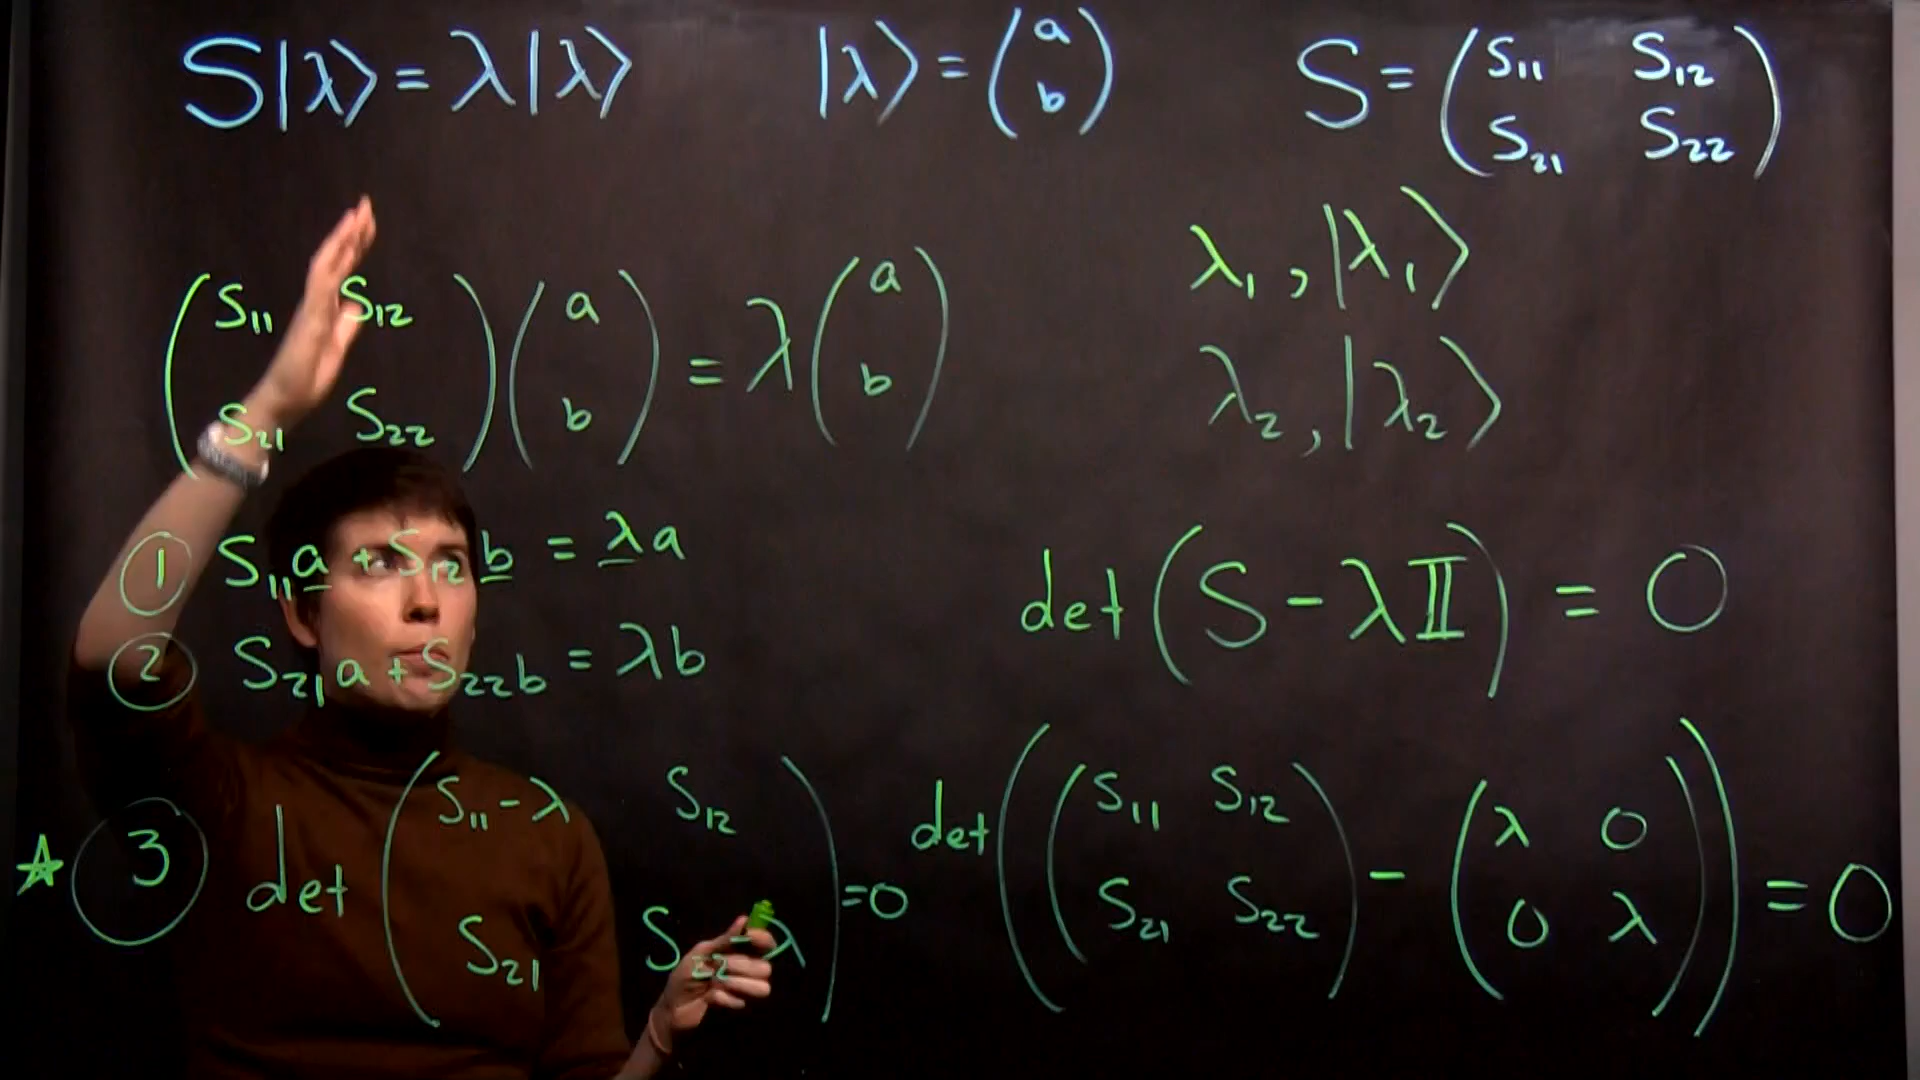 S|λ⟩ = λ|λ⟩
|λ⟩ = (a b)
S = (S₁₁ S₁₂ S₂₁ S₂₂)
(S₁₁ S₁₂ S₂₁ S₂₂)(a b) = λ(a b)
λ₁, |λ₁⟩
λ₂, |λ₂⟩
① S₁₁a + S₁₂b = λa
② S₂₁a + S₂₂b = λb
det(S - λ𝕀) = 0
☆ ③ det(S₁₁-λ S₁₂ S₂₁ S₂₂-λ) = 0
det((S₁₁ S₁₂ S₂₁ S₂₂) - (λ 0 0 λ)) = 0